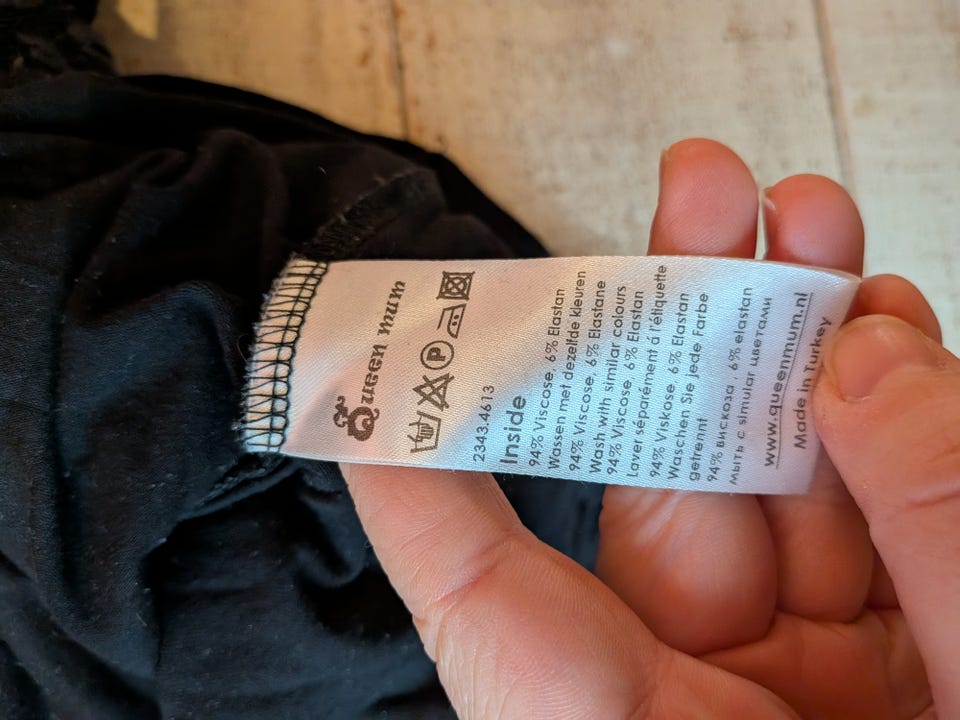 Queen mum
P
2343.4613
Inside
94% Viscose, 6% Elastan
Wassen met dezelfde kleuren
94% Viscose, 6% Elastane
Wash with similar colours
94% Viscose, 6% Elastan
Laver séparément á l'étiquette
94% Viskose, 6% Elastan
Waschen Sie jede Farbe
getrennt
94% вискоза . 6% elastan
мыть с simular цветами
www.queenmum.nl
Made in Turkey